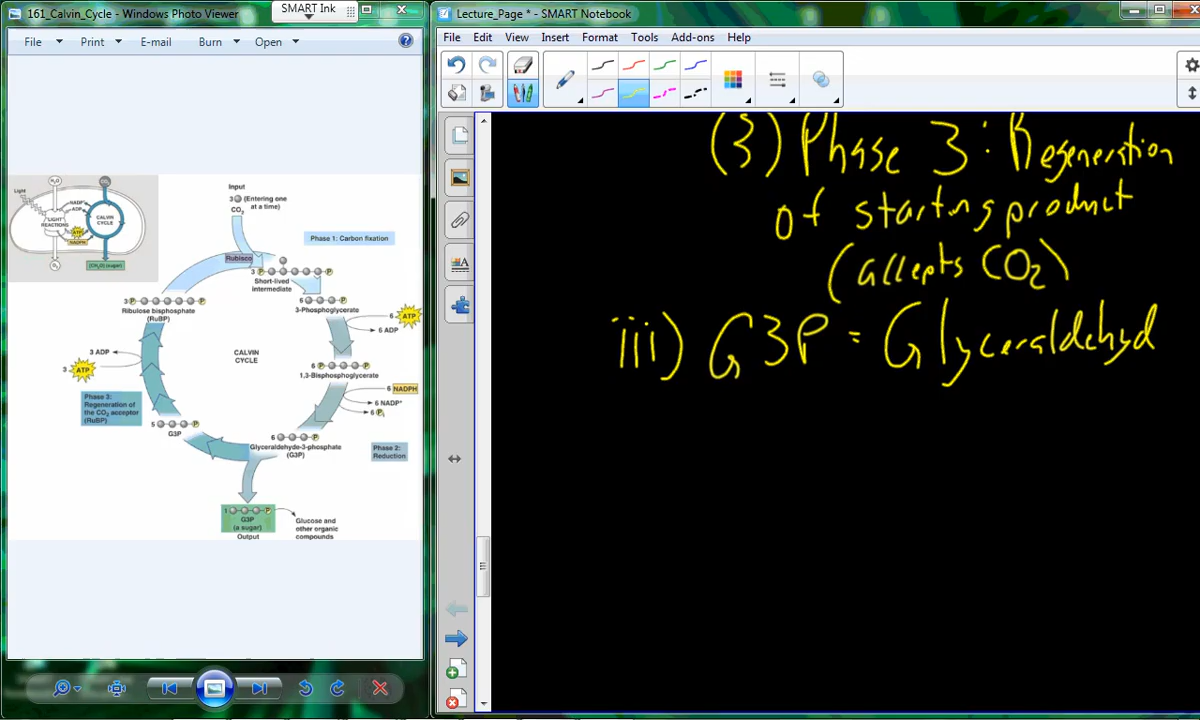 161_Calvin_Cycle - Windows Photo Viewer
SMART Ink
File Print E-mail Burn Open
Light
H₂O
CO₂
NADP⁺
ADP
LIGHT REACTIONS
CALVIN CYCLE
ATP
NADPH
O₂
[CH₂O] (sugar)
Input
3 (Entering one
CO₂ at a time)
Phase 1: Carbon fixation
Rubisco
3 P P
Short-lived
intermediate
3 P P
Ribulose bisphosphate
(RuBP)
6 P
3-Phosphoglycerate
6 ATP
6 ADP
CALVIN
CYCLE
3 ADP
3 ATP
6 P P
1,3-Bisphosphoglycerate
6 NADPH
6 NADP⁺
6 Pi
Phase 3:
Regeneration of
the CO₂ acceptor
(RuBP)
5 P
G3P
6 P
Glyceraldehyde-3-phosphate
(G3P)
Phase 2:
Reduction
1 P
G3P
(a sugar)
Output
Glucose and
other organic
compounds
Lecture_Page * - SMART Notebook
File Edit View Insert Format Tools Add-ons Help
(3) Phase 3: Regeneration
of starting product
(accepts CO₂)
iii) G3P = Glyceraldehyd